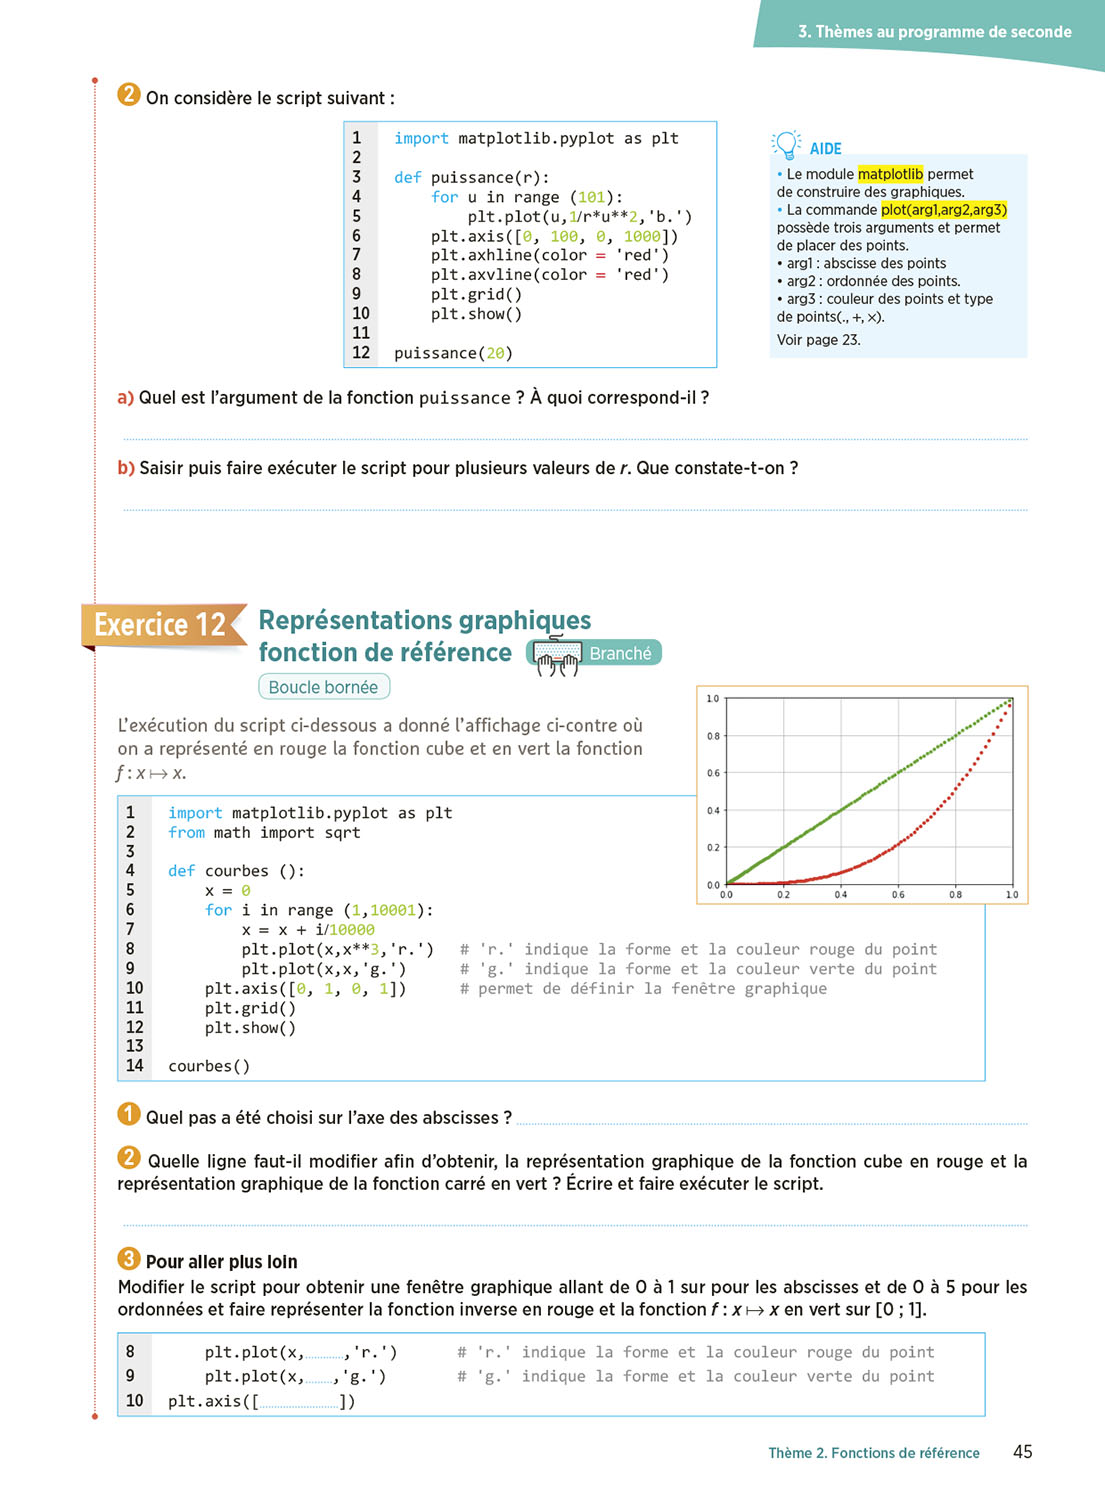 3. Thèmes au programme de seconde
2 On considère le script suivant :
1 import matplotlib.pyplot as plt
2
3 def puissance(r):
4 for u in range (101):
5 plt.plot(u,1/r*u**2,'b.')
6 plt.axis([0, 100, 0, 1000])
7 plt.axhline(color = 'red')
8 plt.axvline(color = 'red')
9 plt.grid()
10 plt.show()
11
12 puissance(20)
AIDE
• Le module matplotlib permet
de construire des graphiques.
• La commande plot(arg1,arg2,arg3)
possède trois arguments et permet
de placer des points.
• arg1 : abscisse des points
• arg2 : ordonnée des points.
• arg3 : couleur des points et type
de points(., +, ×).
Voir page 23.
a) Quel est l'argument de la fonction puissance ? À quoi correspond-il ?
b) Saisir puis faire exécuter le script pour plusieurs valeurs de r. Que constate-t-on ?
Exercice 12
Représentations graphiques
fonction de référence
Branché
Boucle bornée
L'exécution du script ci-dessous a donné l'affichage ci-contre où
on a représenté en rouge la fonction cube et en vert la fonction
f : x ↦ x.
1.0
0.8
0.6
0.4
0.2
0.0
0.0 0.2 0.4 0.6 0.8 1.0
1 import matplotlib.pyplot as plt
2 from math import sqrt
3
4 def courbes ():
5 x = 0
6 for i in range (1,10001):
7 x = x + i/10000
8 plt.plot(x,x**3,'r.') # 'r.' indique la forme et la couleur rouge du point
9 plt.plot(x,x,'g.') # 'g.' indique la forme et la couleur verte du point
10 plt.axis([0, 1, 0, 1]) # permet de définir la fenêtre graphique
11 plt.grid()
12 plt.show()
13
14 courbes()
1 Quel pas a été choisi sur l'axe des abscisses ?
2 Quelle ligne faut-il modifier afin d'obtenir, la représentation graphique de la fonction cube en rouge et la
représentation graphique de la fonction carré en vert ? Écrire et faire exécuter le script.
3 Pour aller plus loin
Modifier le script pour obtenir une fenêtre graphique allant de 0 à 1 sur pour les abscisses et de 0 à 5 pour les
ordonnées et faire représenter la fonction inverse en rouge et la fonction f : x ↦ x en vert sur [0 ; 1].
8 plt.plot(x,..........,'r.') # 'r.' indique la forme et la couleur rouge du point
9 plt.plot(x,.......,'g.') # 'g.' indique la forme et la couleur verte du point
10 plt.axis([....................])
Thème 2. Fonctions de référence 45